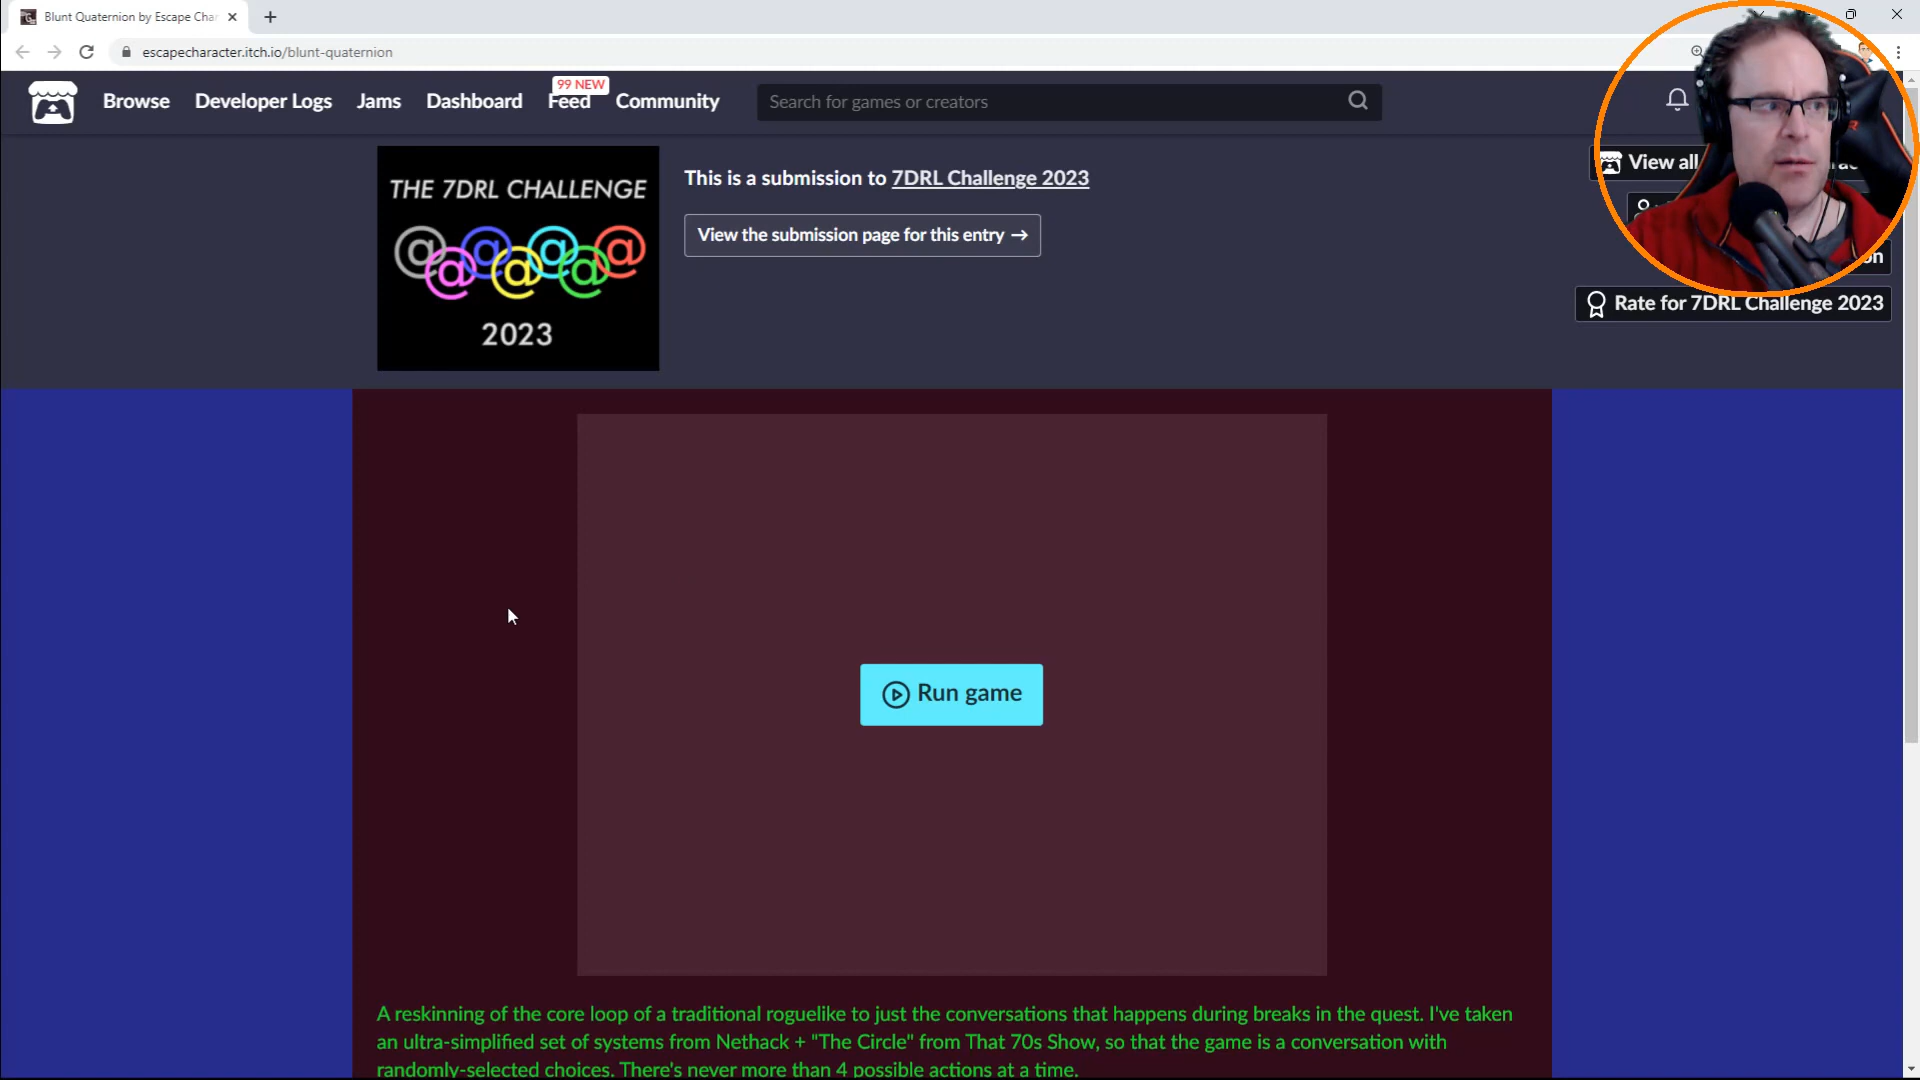 Blunt Quaternion by Escape Char
escapecharacter.itch.io/blunt-quaternion
Browse
Developer Logs
Jams
Dashboard
99 NEW
Feed
Community
Search for games or creators
THE 7DRL CHALLENGE
@@@@@@@
2023
This is a submission to 7DRL Challenge 2023
View the submission page for this entry →
View all
on
Rate for 7DRL Challenge 2023
Run game
A reskinning of the core loop of a traditional roguelike to just the conversations that happens during breaks in the quest. I've taken
an ultra-simplified set of systems from Nethack + "The Circle" from That 70s Show, so that the game is a conversation with
randomly-selected choices. There's never more than 4 possible actions at a time.